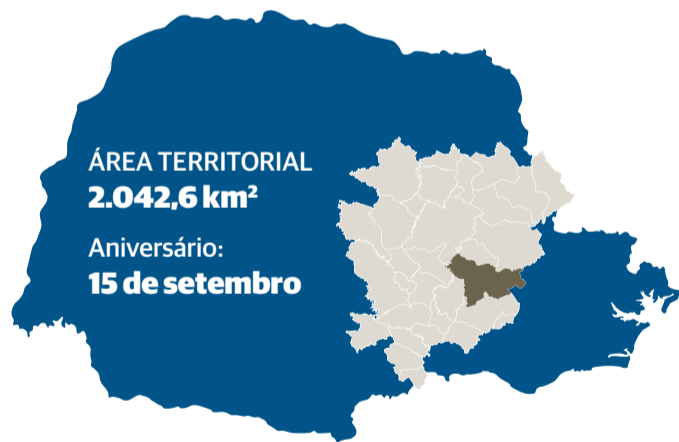 ÁREA TERRITORIAL
2.042,6 km²
Aniversário:
15 de setembro